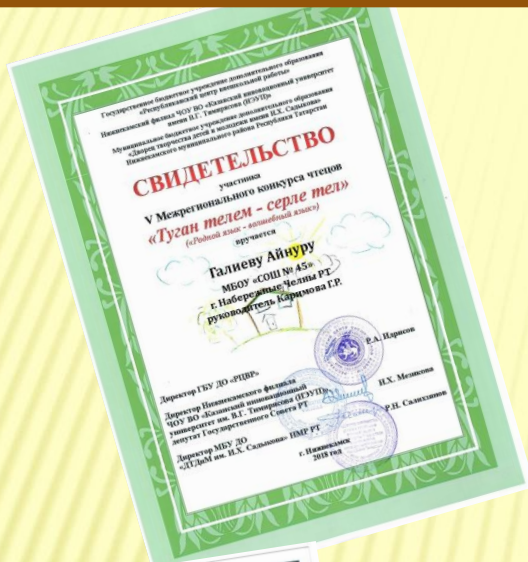 Государственное бюджетное учреждение дополнительного образования
«Республиканский центр внешкольной работы»
Нижнекамский филиал ЧОУ ВО «Казанский инновационный университет
имени В.Г. Тимирясова (ИЭУП)»
Муниципальное бюджетное учреждение дополнительного образования
«Дворец творчества детей и молодежи имени И.Х. Садыкова»
Нижнекамского муниципального района Республики Татарстан
СВИДЕТЕЛЬСТВО
участника
V Межрегионального конкурса чтецов
«Туган телем - серле тел»
(«Родной язык - волшебный язык»)
вручается
Галиеву Айнуру
МБОУ «СОШ № 45»
г. Набережные Челны РТ
руководитель Каримова Г.Р.
Директор ГБУ ДО «РЦВР»
Р.А. Идрисов
Директор Нижнекамского филиала
ЧОУ ВО «Казанский инновационный
университет им. В.Г. Тимирясова (ИЭУП)»,
депутат Государственного Совета РТ
И.Х. Мезикова
Директор МБУ ДО
«ДТДиМ им. И.Х. Садыкова» НМР РТ
Р.Н. Салихзянов
г. Нижнекамск
2018 год